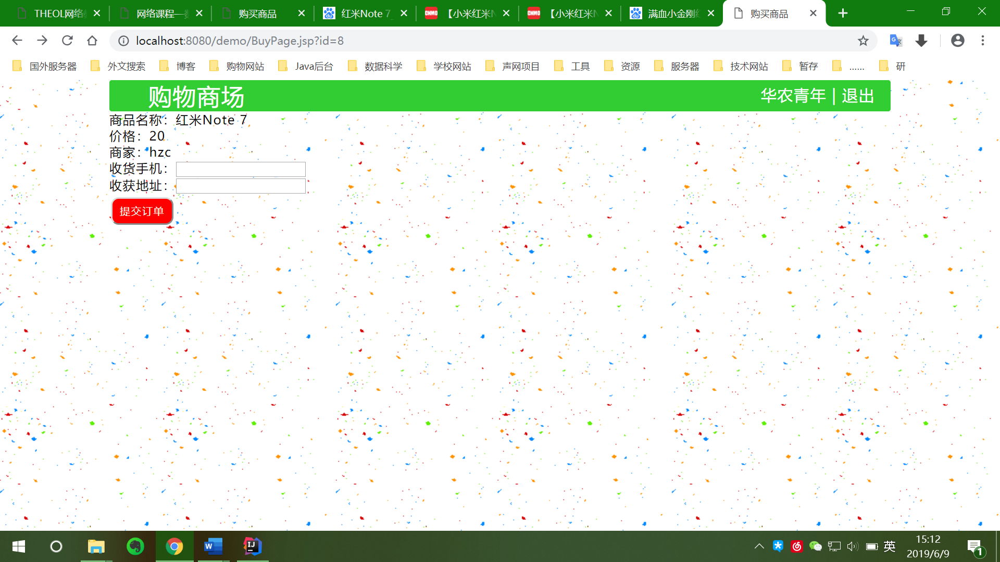 THEOL网络
网络课程—
购买商品
红米Note 7
【小米红米N
【小米红米N
满血小金刚
购买商品
localhost:8080/demo/BuyPage.jsp?id=8
国外服务器
外文搜索
博客
购物网站
Java后台
数据科学
学校网站
声网项目
工具
资源
服务器
技术网站
暂存
......
研
购物商场
华农青年 | 退出
商品名称：红米Note 7
价格：20
商家：hzc
收货手机：
收获地址：
提交订单
英
15:12
2019/6/9
1